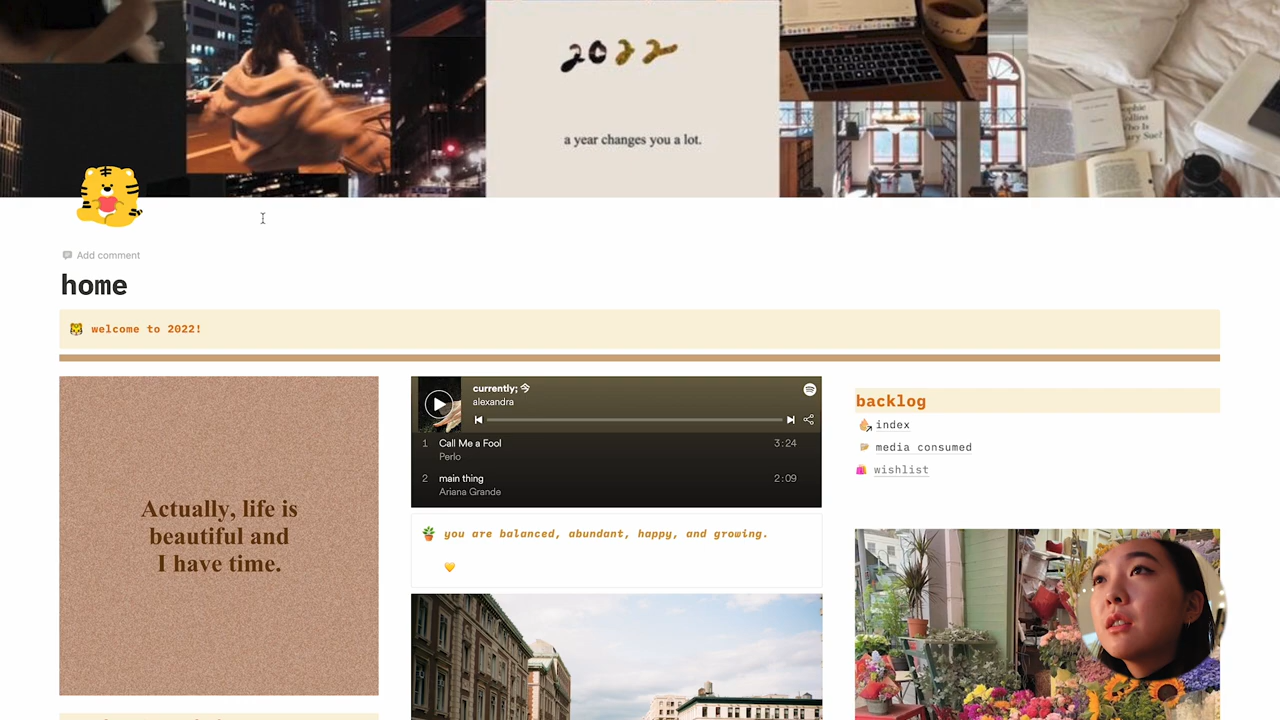 2022
a year changes you a lot.
Add comment
home
welcome to 2022!
Actually, life is
beautiful and
I have time.
currently; 今
alexandra
1 Call Me a Fool 3:24
Perlo
2 main thing 2:09
Ariana Grande
you are balanced, abundant, happy, and growing.
backlog
index
media consumed
wishlist